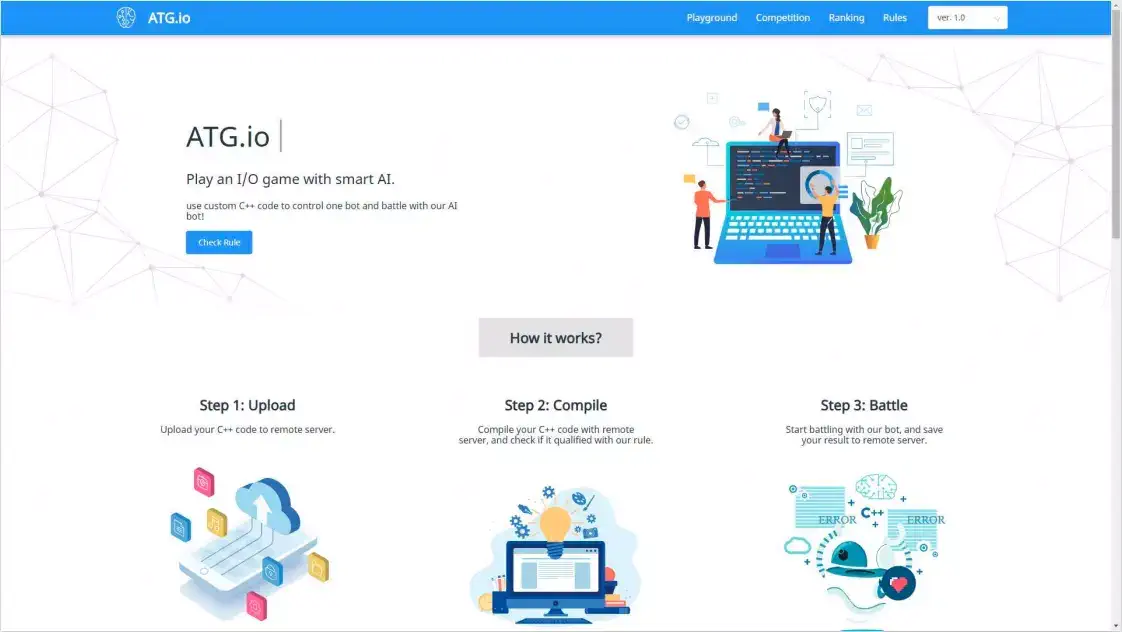 ATG.io
Playground
Competition
Ranking
Rules
ver. 1.0
ATG.io
Play an I/O game with smart AI.
use custom C++ code to control one bot and battle with our AI
bot!
Check Rule
How it works?
Step 1: Upload
Upload your C++ code to remote server.
Step 2: Compile
Compile your C++ code with remote
server, and check if it qualified with our rule.
Step 3: Battle
Start battling with our bot, and save
your result to remote server.
C++
ERROR
ERROR